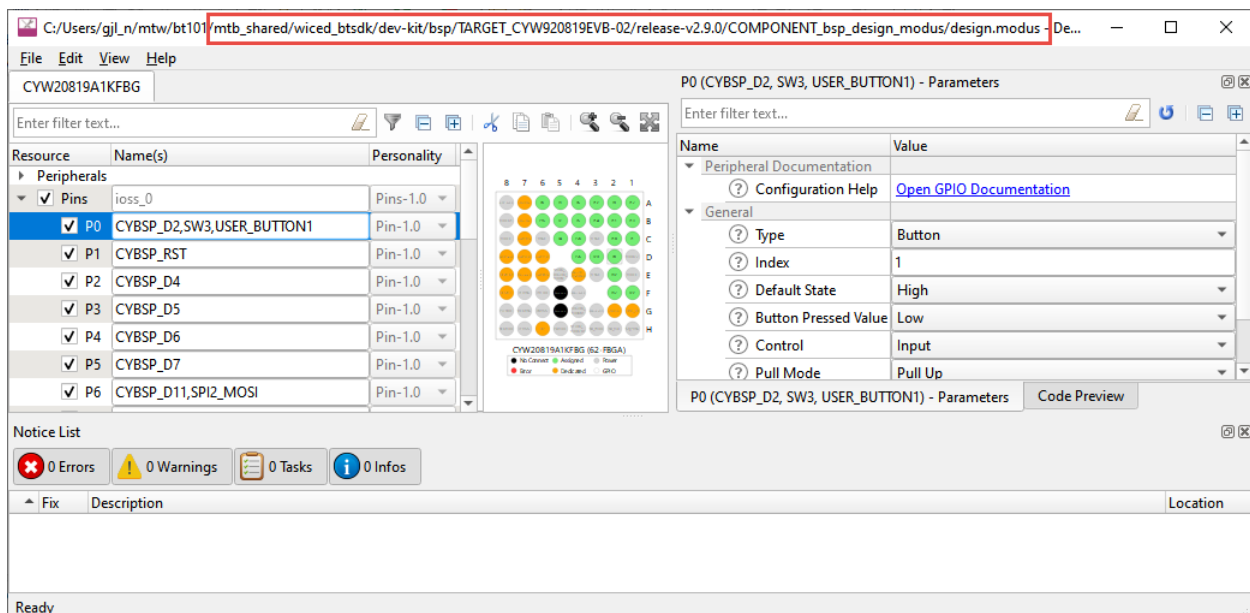 C:/Users/gjl_n/mtw/bt101/mtb_shared/wiced_btsdk/dev-kit/bsp/TARGET_CYW920819EVB-02/release-v2.9.0/COMPONENT_bsp_design_modus/design.modus - De...
File Edit View Help
CYW20819A1KFBG
Enter filter text...
Resource Name(s) Personality
Peripherals
Pins ioss_0 Pins-1.0
P0 CYBSP_D2,SW3,USER_BUTTON1 Pin-1.0
P1 CYBSP_RST Pin-1.0
P2 CYBSP_D4 Pin-1.0
P3 CYBSP_D5 Pin-1.0
P4 CYBSP_D6 Pin-1.0
P5 CYBSP_D7 Pin-1.0
P6 CYBSP_D11,SPI2_MOSI Pin-1.0
8 7 6 5 4 3 2 1
A
B
C
D
E
F
G
H
CYW20819A1KFBG (62-FBGA)
No Connect Assigned Power
Error Dedicated GPIO
P0 (CYBSP_D2, SW3, USER_BUTTON1) - Parameters
Enter filter text...
Name Value
Peripheral Documentation
? Configuration Help Open GPIO Documentation
General
? Type Button
? Index 1
? Default State High
? Button Pressed Value Low
? Control Input
? Pull Mode Pull Up
P0 (CYBSP_D2, SW3, USER_BUTTON1) - Parameters Code Preview
Notice List
0 Errors 0 Warnings 0 Tasks 0 Infos
Fix Description Location
Ready